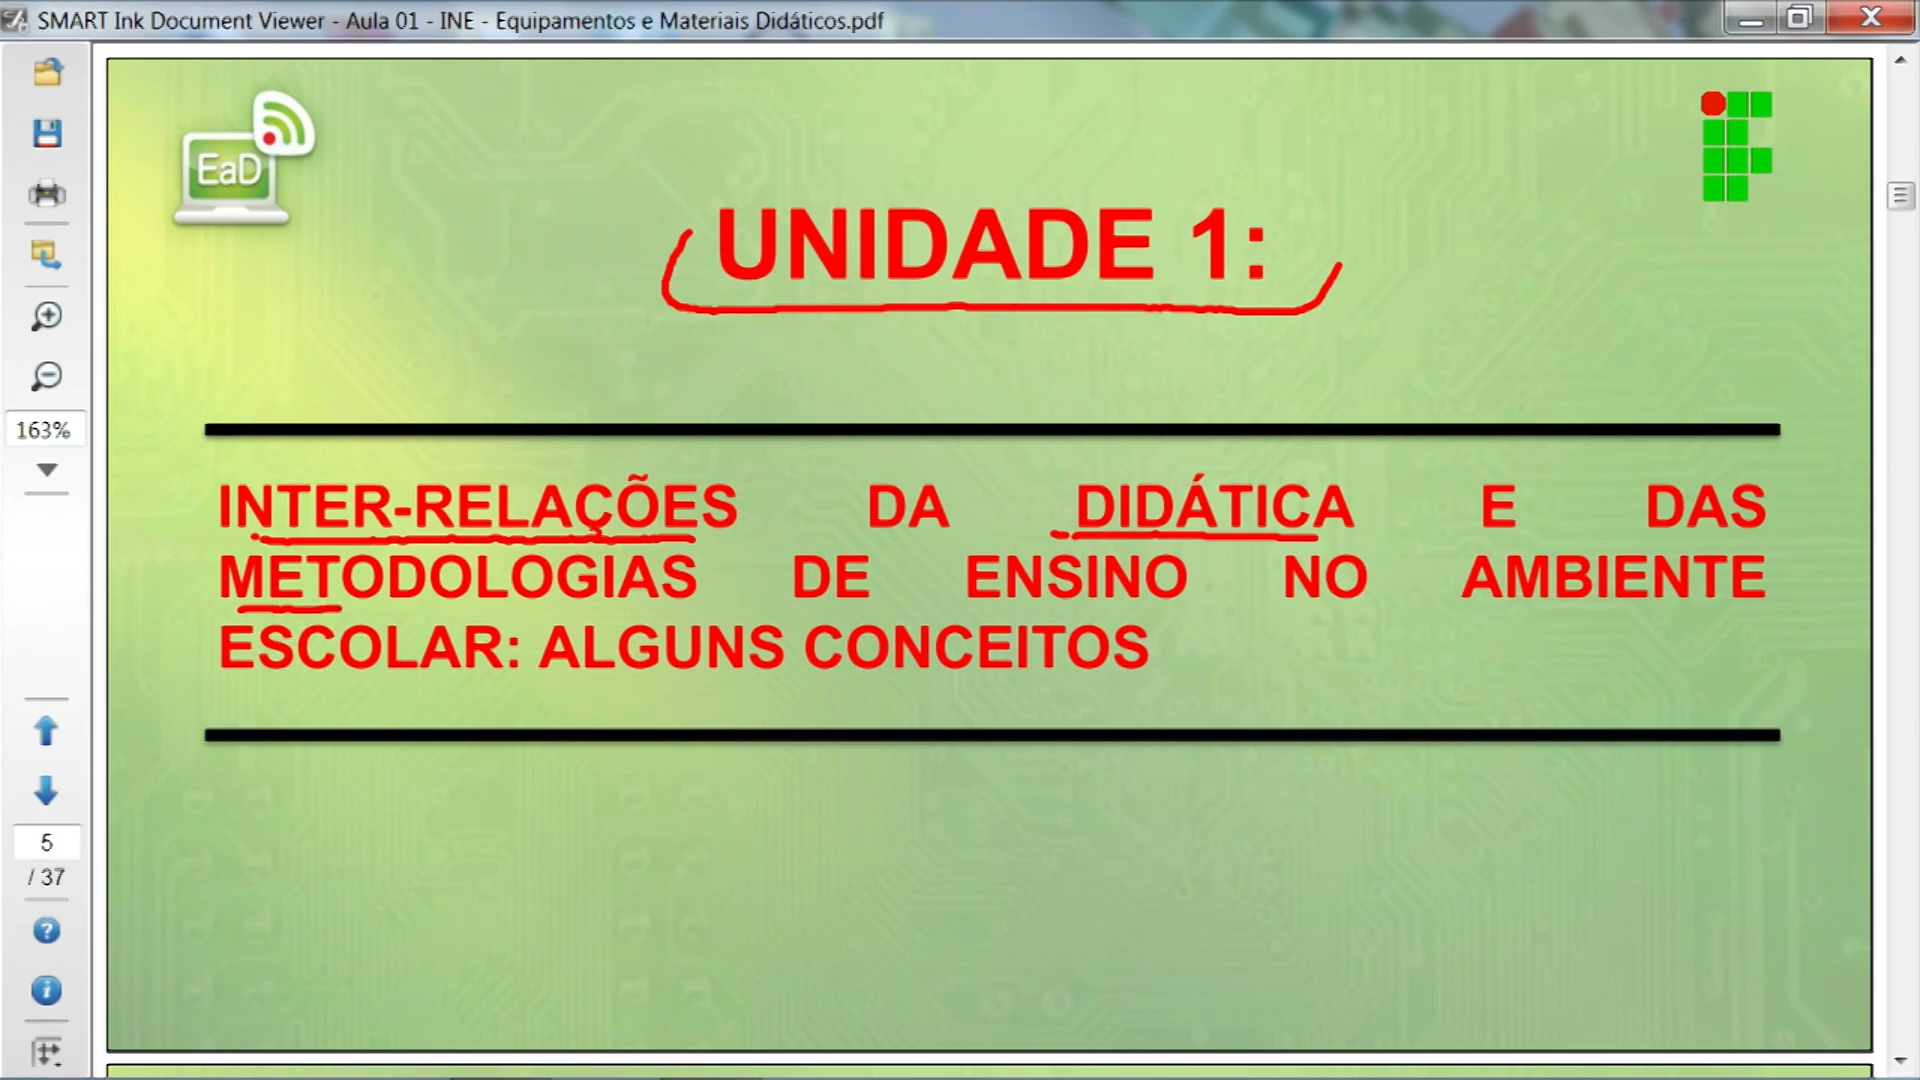 SMART Ink Document Viewer - Aula 01 - INE - Equipamentos e Materiais Didáticos.pdf
EaD
UNIDADE 1:
163%
INTER-RELAÇÕES DA DIDÁTICA E DAS
METODOLOGIAS DE ENSINO NO AMBIENTE
ESCOLAR: ALGUNS CONCEITOS
5
/ 37